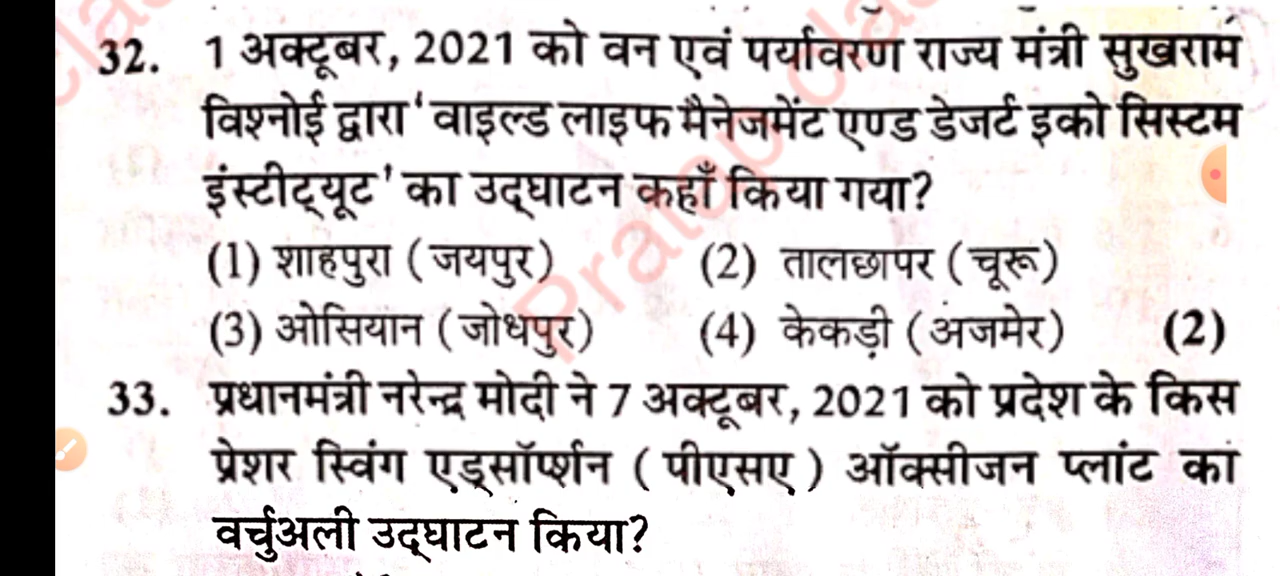 32. 1 अक्टूबर, 2021 को वन एवं पर्यावरण राज्य मंत्री सुखराम
विश्नोई द्वारा 'वाइल्ड लाइफ मैनेजमेंट एण्ड डेजर्ट इको सिस्टम
इंस्टीट्यूट' का उद्घाटन कहाँ किया गया?
(1) शाहपुरा (जयपुर) (2) तालछापर (चूरू)
(3) ओसियान (जोधपुर) (4) केकड़ी (अजमेर) (2)
33. प्रधानमंत्री नरेन्द्र मोदी ने 7 अक्टूबर, 2021 को प्रदेश के किस
प्रेशर स्विंग एड्सॉर्प्शन (पीएसए) ऑक्सीजन प्लांट का
वर्चुअली उद्घाटन किया?
Pratap cla